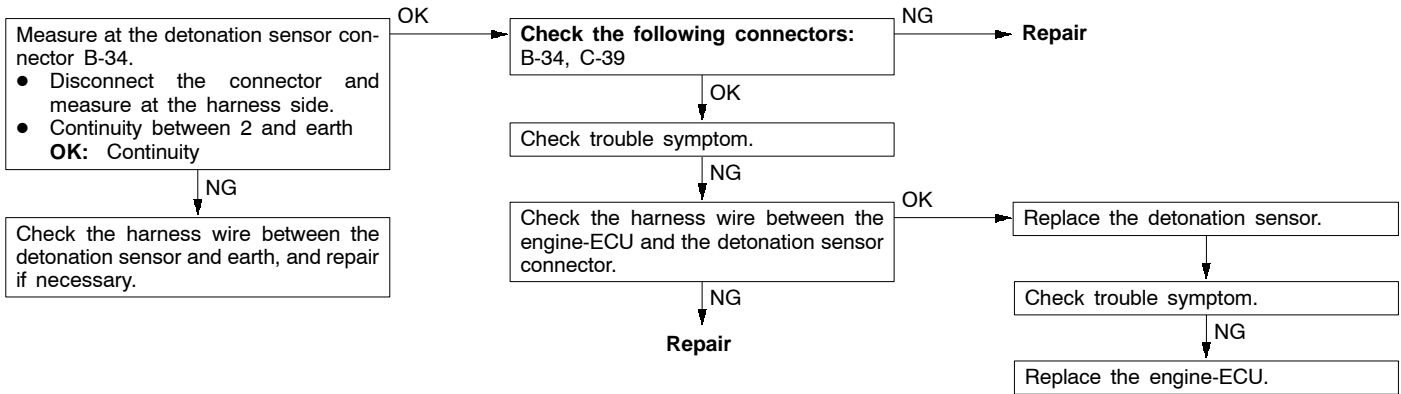 Measure at the detonation sensor con-
nector B-34.
● Disconnect the connector and
measure at the harness side.
● Continuity between 2 and earth
OK: Continuity
OK
NG
Check the harness wire between the
detonation sensor and earth, and repair
if necessary.
Check the following connectors:
B-34, C-39
NG
Repair
OK
Check trouble symptom.
NG
Check the harness wire between the
engine-ECU and the detonation sensor
connector.
NG
Repair
OK
Replace the detonation sensor.
Check trouble symptom.
NG
Replace the engine-ECU.